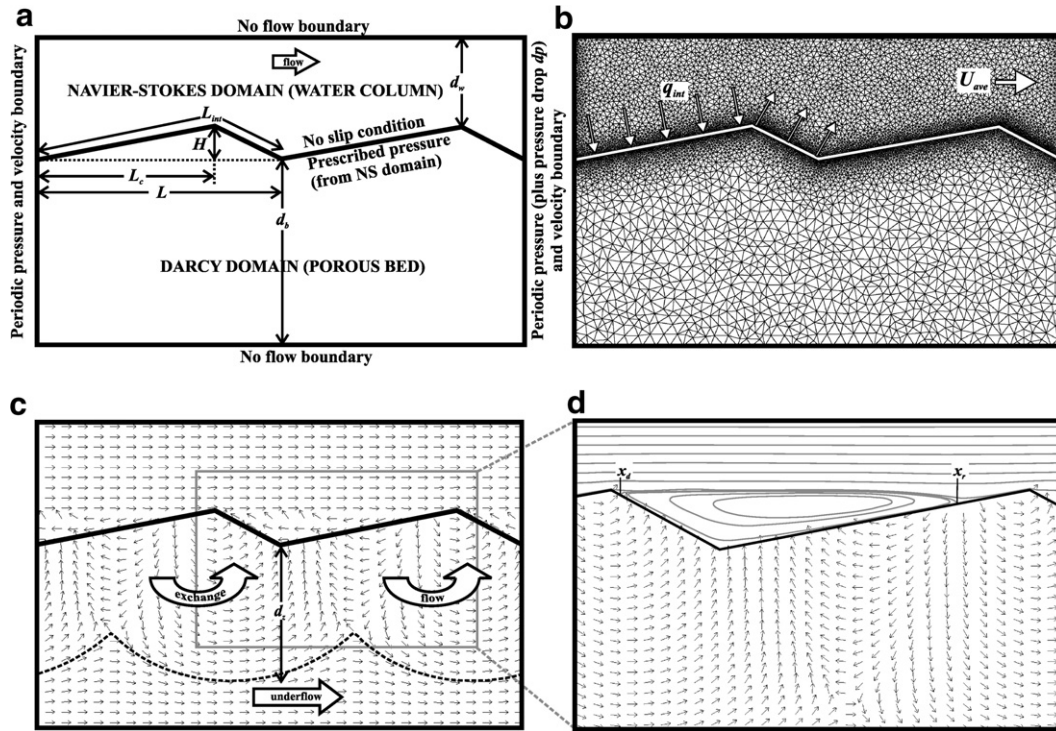 a
No flow boundary
Periodic pressure and velocity boundary
flow
NAVIER-STOKES DOMAIN (WATER COLUMN)
d_w
L_int
H
No slip condition
Prescribed pressure
(from NS domain)
L_c
L
d_b
DARCY DOMAIN (POROUS BED)
No flow boundary
Periodic pressure (plus pressure drop dp)
and velocity boundary
b
q_int
U_ave
c
exchange
flow
underflow
d
x_d
x_r